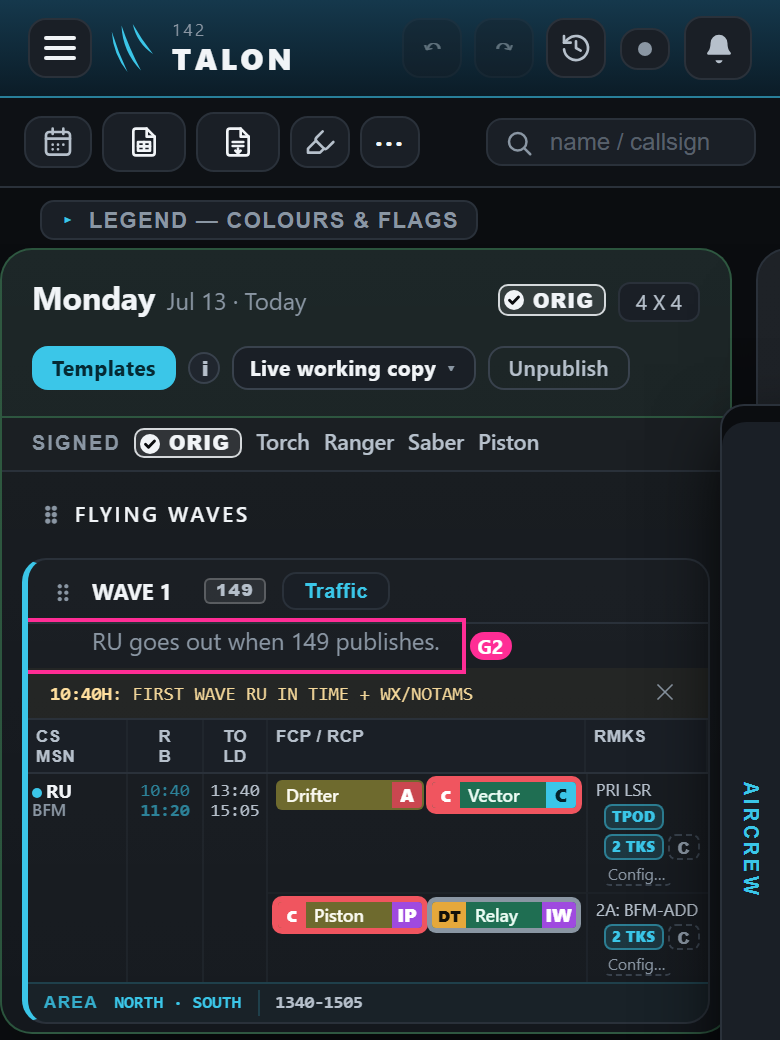 142
TALON
name / callsign
LEGEND — COLOURS & FLAGS
Monday Jul 13 · Today ORIG 4 X 4
Templates i Live working copy Unpublish
SIGNED ORIG Torch Ranger Saber Piston
FLYING WAVES
WAVE 1 149 Traffic
RU goes out when 149 publishes. G2
10:40H: FIRST WAVE RU IN TIME + WX/NOTAMS
CS R TO FCP / RCP RMKS
MSN B LD
RU 10:40 13:40 Drifter A C Vector C PRI LSR
BFM 11:20 15:05 TPOD
2 TKS C
Config...
C Piston IP DT Relay IW 2A: BFM-ADD
2 TKS C
Config...
AREA NORTH · SOUTH 1340-1505
AIRCREW